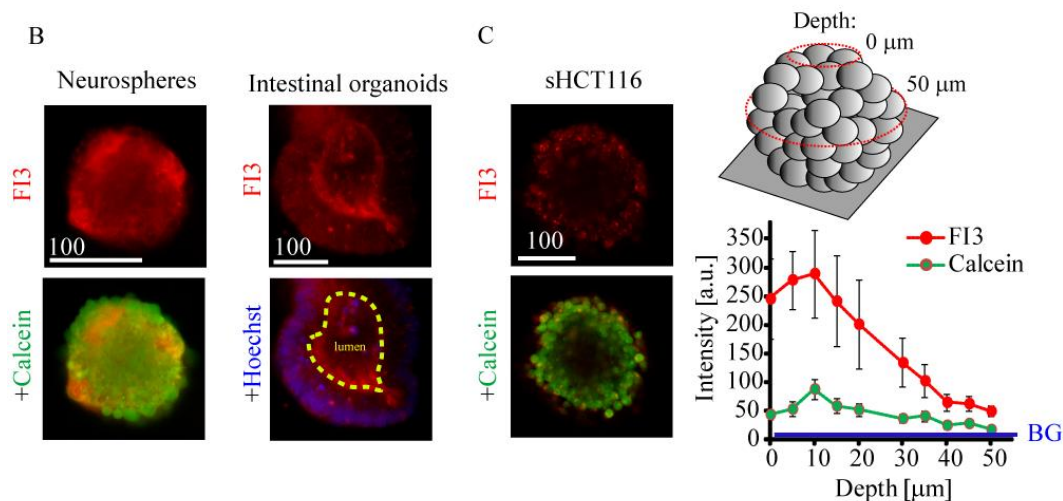 B
Neurospheres
Intestinal organoids
FI3
100
FI3
+Calcein
+Hoechst
lumen
C
sHCT116
FI3
100
+Calcein
Depth:
0 μm
50 μm
FI3
Calcein
Intensity [a.u.]
350
300
250
200
150
100
50
0
BG
0 10 20 30 40 50
Depth [μm]